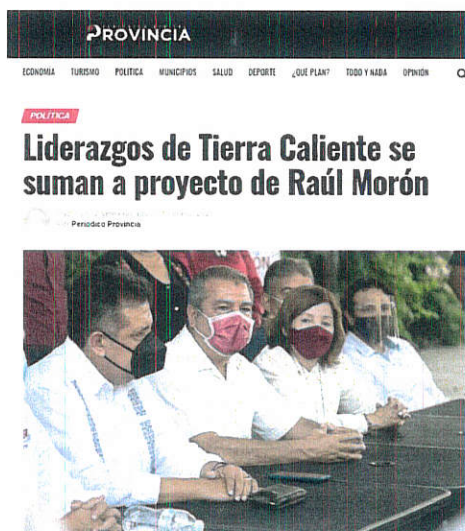 PROVINCIA
ECONOMÍA TURISMO POLÍTICA MUNICIPIOS SALUD DEPORTE ¿QUÉ PLAN? TODO Y NADA OPINIÓN
POLÍTICA
Liderazgos de Tierra Caliente se
suman a proyecto de Raúl Morón
Periodico Provincia